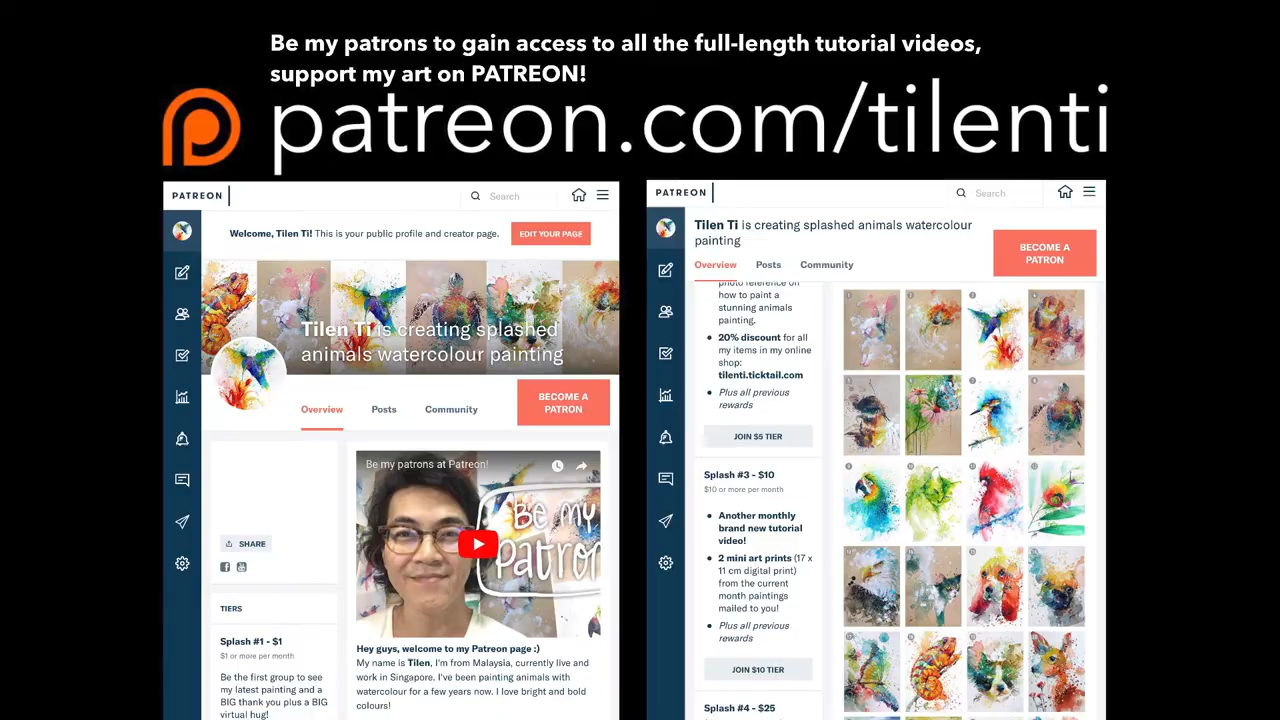 Be my patrons to gain access to all the full-length tutorial videos,
support my art on PATREON!
patreon.com/tilenti
PATREON
Search
Welcome, Tilen Ti! This is your public profile and creator page.
EDIT YOUR PAGE
Tilen Ti is creating splashed
animals watercolour painting
Overview
Posts
Community
BECOME A
PATRON
SHARE
TIERS
Splash #1 - $1
$1 or more per month
Be the first group to see
my latest painting and a
BIG thank you plus a BIG
virtual hug!
Be my patrons at Patreon!
Be my
Patron
Hey guys, welcome to my Patreon page :)
My name is Tilen, I'm from Malaysia, currently live and
work in Singapore. I've been painting animals with
watercolour for a few years now. I love bright and bold
colours!
PATREON
Search
Tilen Ti is creating splashed animals watercolour
painting
BECOME A
PATRON
Overview
Posts
Community
photo reference on
how to paint a
stunning animals
painting.
20% discount for all
my items in my online
shop:
tilenti.ticktail.com
Plus all previous
rewards
JOIN $5 TIER
Splash #3 - $10
$10 or more per month
Another monthly
brand new tutorial
video!
2 mini art prints (17 x
11 cm digital print)
from the current
month paintings
mailed to you!
Plus all previous
rewards
JOIN $10 TIER
Splash #4 - $25